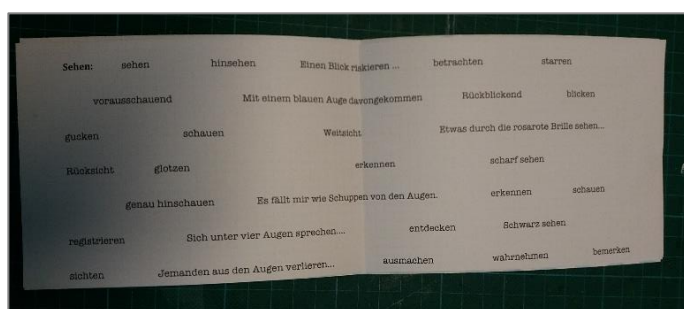 Sehen: sehen hinsehen Einen Blick riskieren ... betrachten starren
vorausschauend Mit einem blauen Auge davongekommen Rückblickend blicken
gucken schauen Weitsicht Etwas durch die rosarote Brille sehen...
Rücksicht glotzen erkennen scharf sehen
genau hinschauen Es fällt mir wie Schuppen von den Augen. erkennen schauen
registrieren Sich unter vier Augen sprechen.... entdecken Schwarz sehen
sichten Jemanden aus den Augen verlieren... ausmachen wahrnehmen bemerken